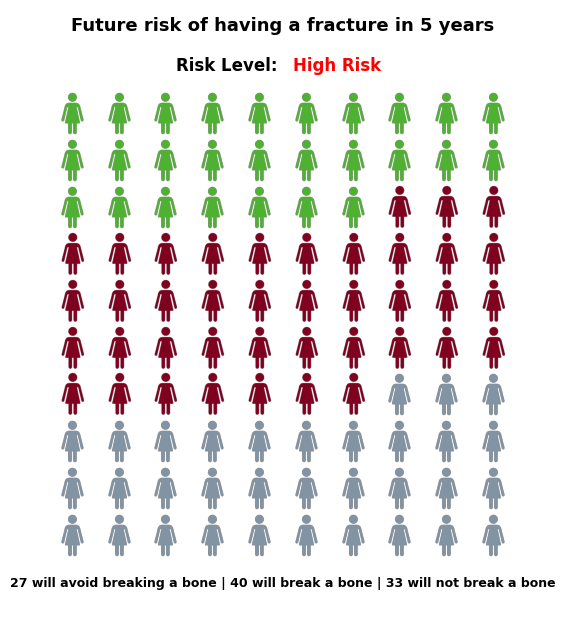 Future risk of having a fracture in 5 years
Risk Level: High Risk
27 will avoid breaking a bone | 40 will break a bone | 33 will not break a bone